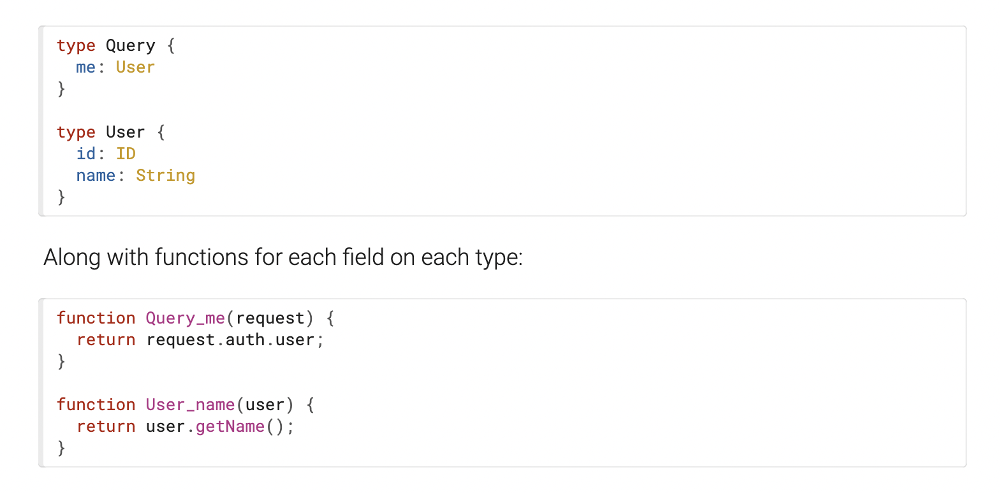 type Query {
  me: User
}

type User {
  id: ID
  name: String
}
Along with functions for each field on each type:
function Query_me(request) {
  return request.auth.user;
}

function User_name(user) {
  return user.getName();
}